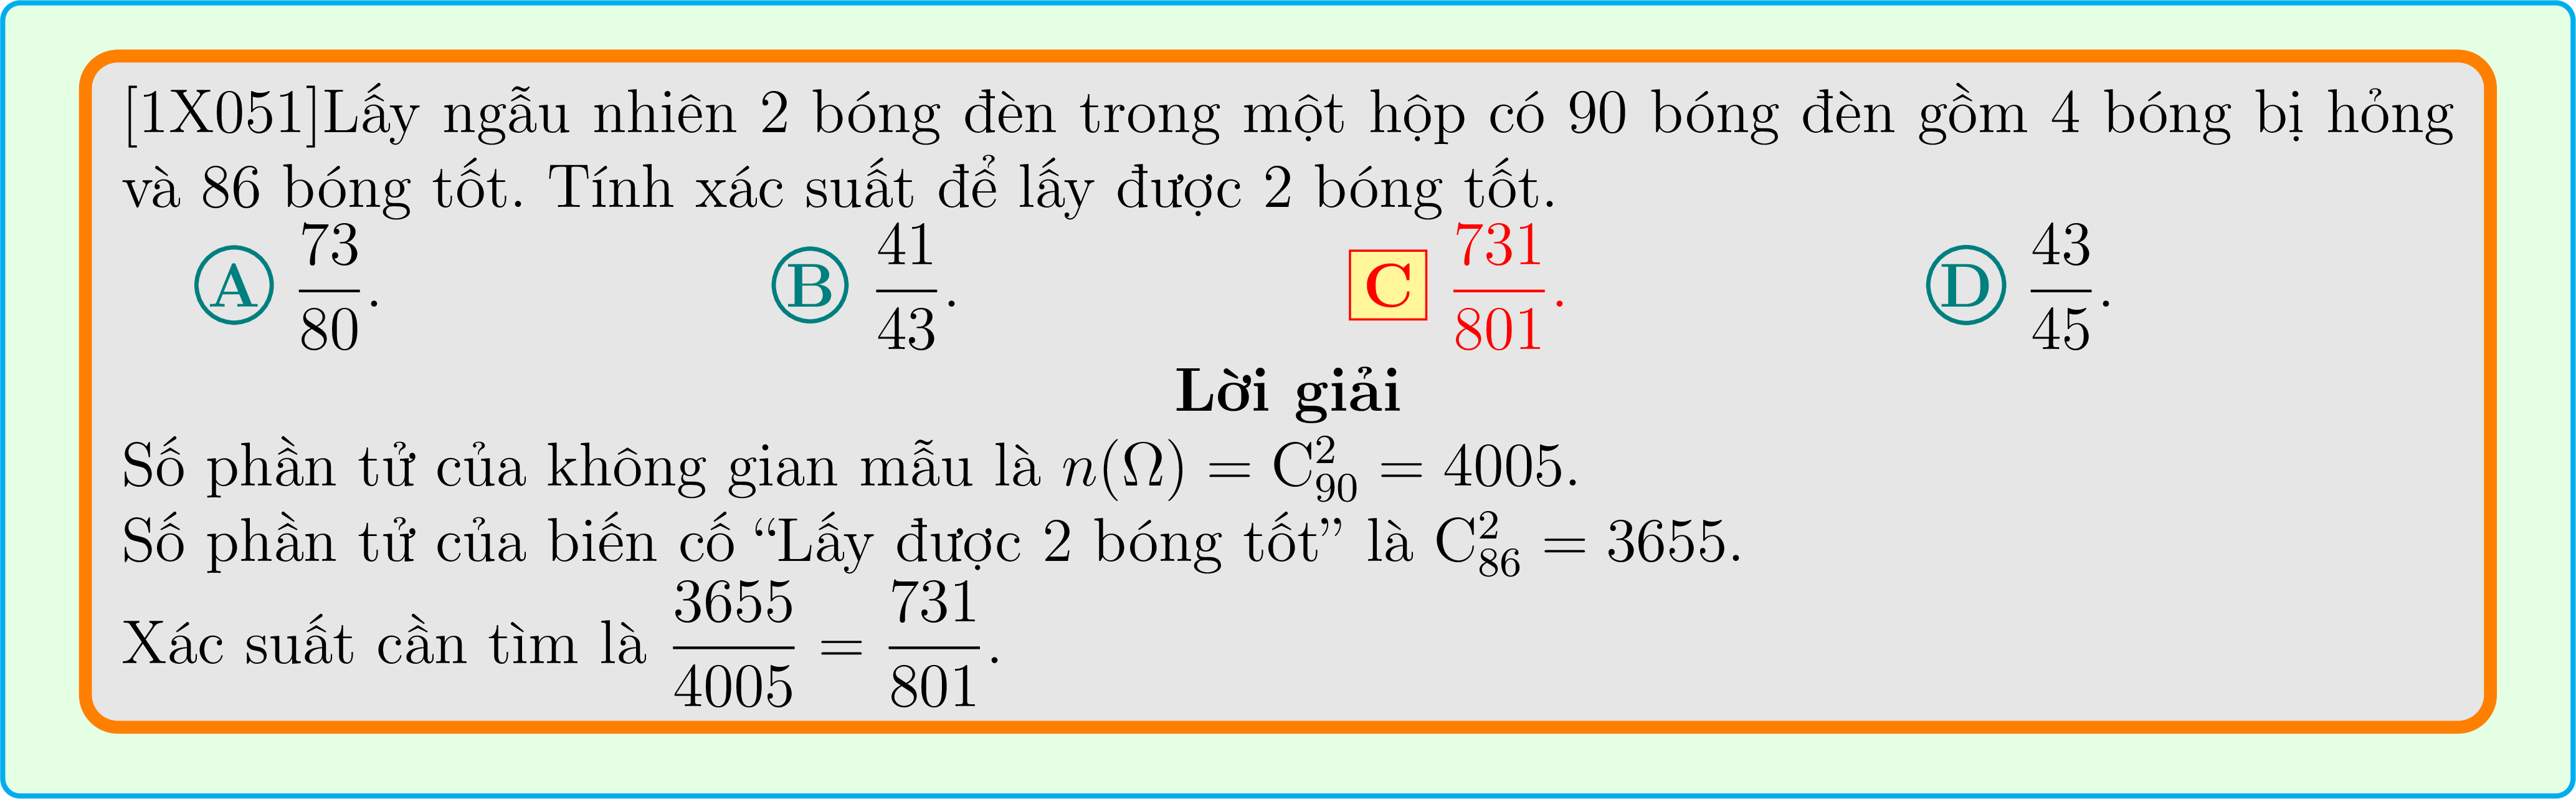 [1X051]Lấy ngẫu nhiên 2 bóng đèn trong một hộp có 90 bóng đèn gồm 4 bóng bị hỏng
và 86 bóng tốt. Tính xác suất để lấy được 2 bóng tốt.
A $\frac{73}{80}$. B $\frac{41}{43}$. C $\frac{731}{801}$. D $\frac{43}{45}$.
Lời giải
Số phần tử của không gian mẫu là $n(\Omega) = \mathrm{C}_{90}^{2} = 4005$.
Số phần tử của biến cố “Lấy được 2 bóng tốt” là $\mathrm{C}_{86}^{2} = 3655$.
Xác suất cần tìm là $\frac{3655}{4005} = \frac{731}{801}$.